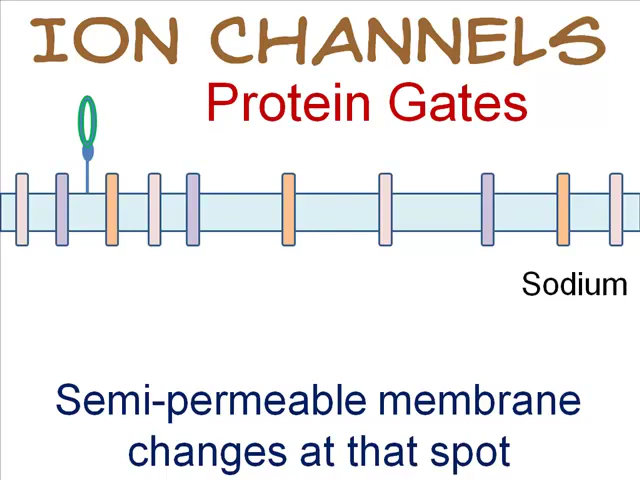 ION CHANNELS
Protein Gates
Sodium
Semi-permeable membrane
changes at that spot